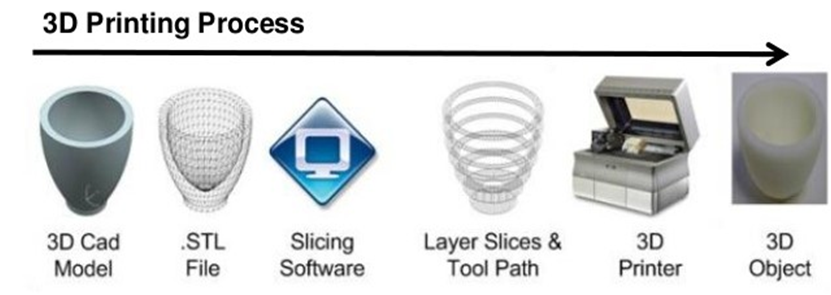 3D Printing Process
3D Cad
Model
.STL
File
Slicing
Software
Layer Slices &
Tool Path
3D
Printer
3D
Object